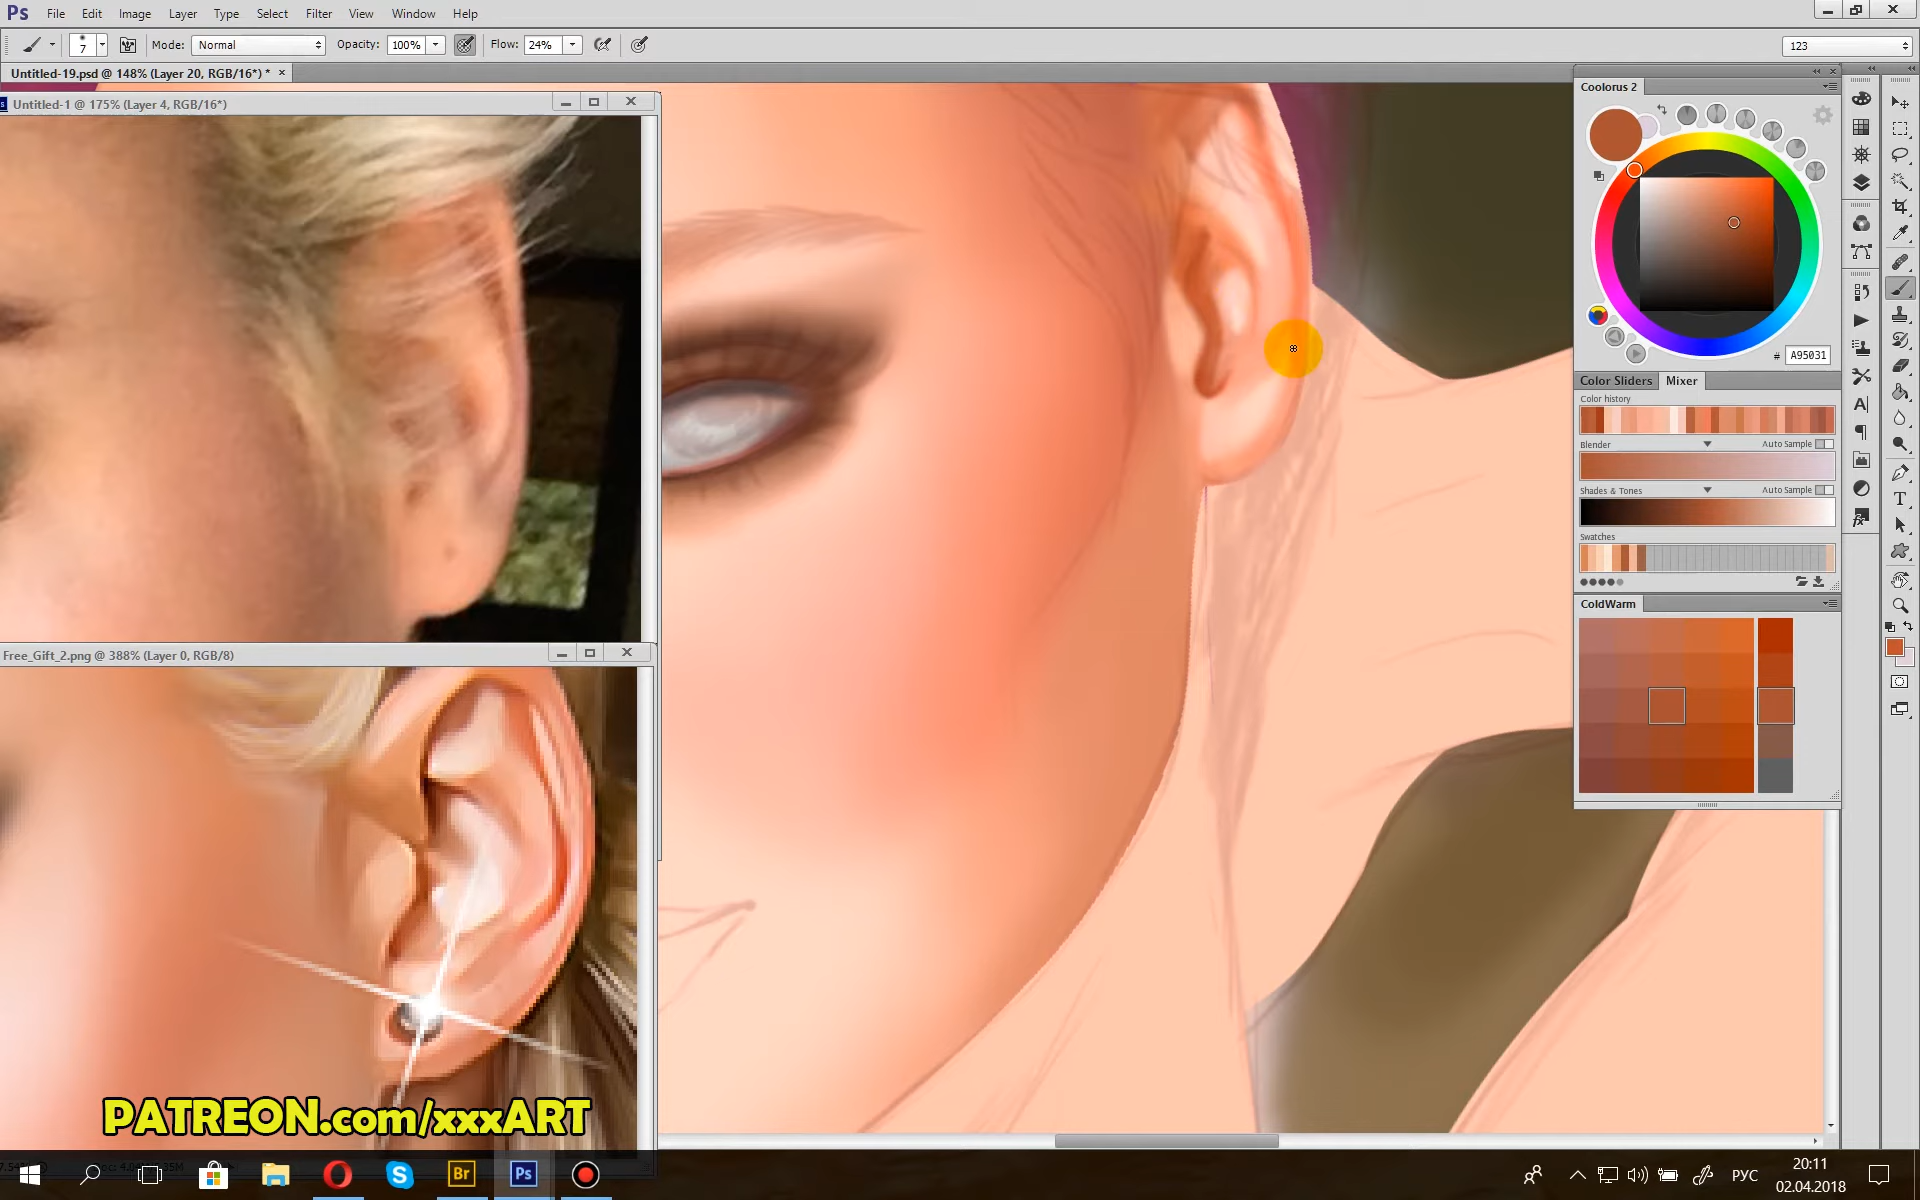 Ps File Edit Image Layer Type Select Filter View Window Help
7 Mode: Normal Opacity: 100% Flow: 24% 123
Untitled-19.psd @ 148% (Layer 20, RGB/16*) * ×
Untitled-1 @ 175% (Layer 4, RGB/16*)
Coolorus 2
# A95031
Color Sliders Mixer
Color history
Blender Auto Sample
Shades & Tones Auto Sample
Swatches
ColdWarm
Free_Gift_2.png @ 388% (Layer 0, RGB/8)
PATREON.com/xxxART
Br Ps
РУС
20:11
02.04.2018